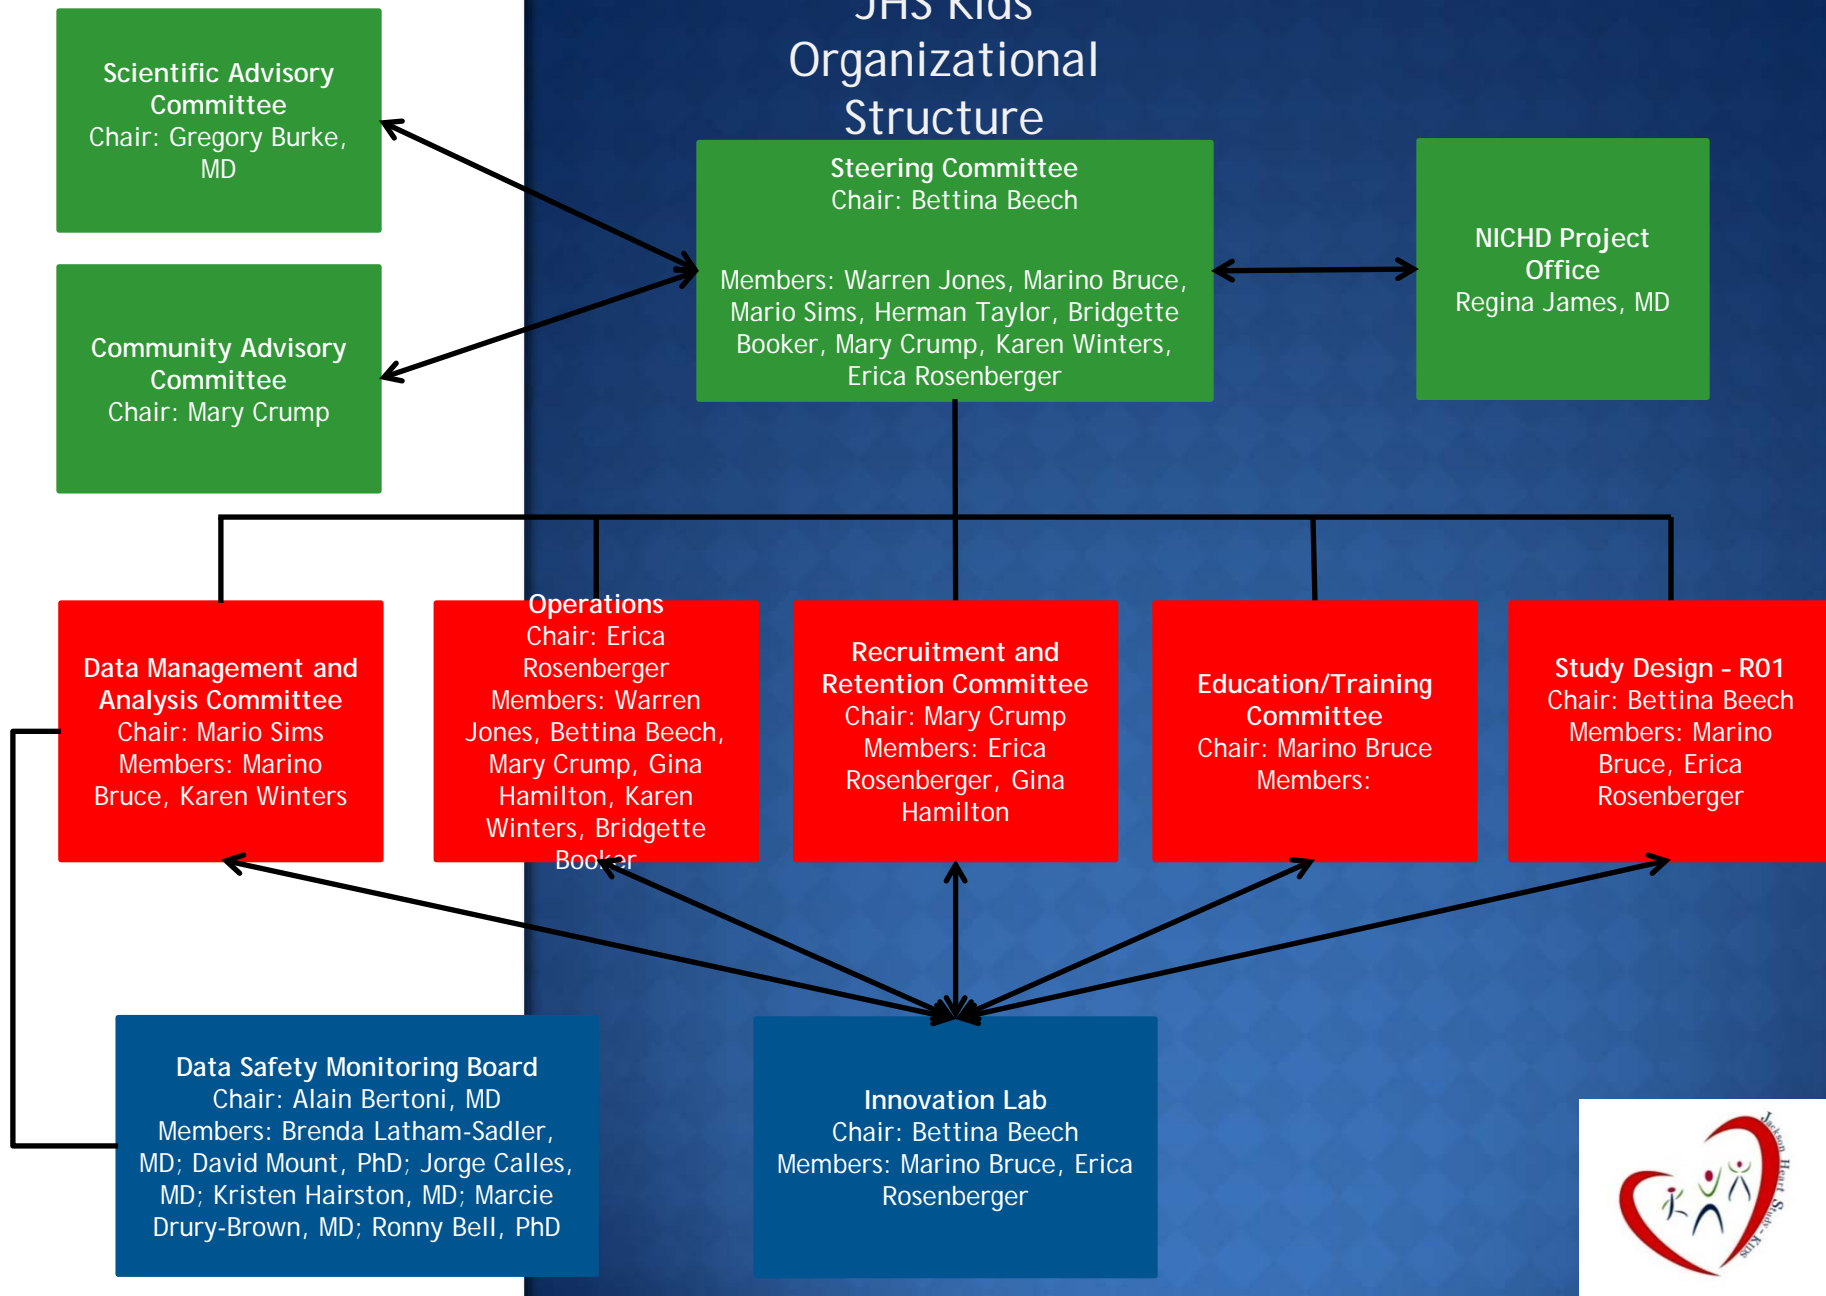 JHS Kids
Organizational
Structure
Scientific Advisory
Committee
Chair: Gregory Burke,
MD
Steering Committee
Chair: Bettina Beech
Members: Warren Jones, Marino Bruce,
Mario Sims, Herman Taylor, Bridgette
Booker, Mary Crump, Karen Winters,
Erica Rosenberger
NICHD Project
Office
Regina James, MD
Community Advisory
Committee
Chair: Mary Crump
Data Management and
Analysis Committee
Chair: Mario Sims
Members: Marino
Bruce, Karen Winters
Operations
Chair: Erica
Rosenberger
Members: Warren
Jones, Bettina Beech,
Mary Crump, Gina
Hamilton, Karen
Winters, Bridgette
Booker
Recruitment and
Retention Committee
Chair: Mary Crump
Members: Erica
Rosenberger, Gina
Hamilton
Education/Training
Committee
Chair: Marino Bruce
Members:
Study Design - R01
Chair: Bettina Beech
Members: Marino
Bruce, Erica
Rosenberger
Data Safety Monitoring Board
Chair: Alain Bertoni, MD
Members: Brenda Latham-Sadler,
MD; David Mount, PhD; Jorge Calles,
MD; Kristen Hairston, MD; Marcie
Drury-Brown, MD; Ronny Bell, PhD
Innovation Lab
Chair: Bettina Beech
Members: Marino Bruce, Erica
Rosenberger
Jackson Heart Study - KIDS